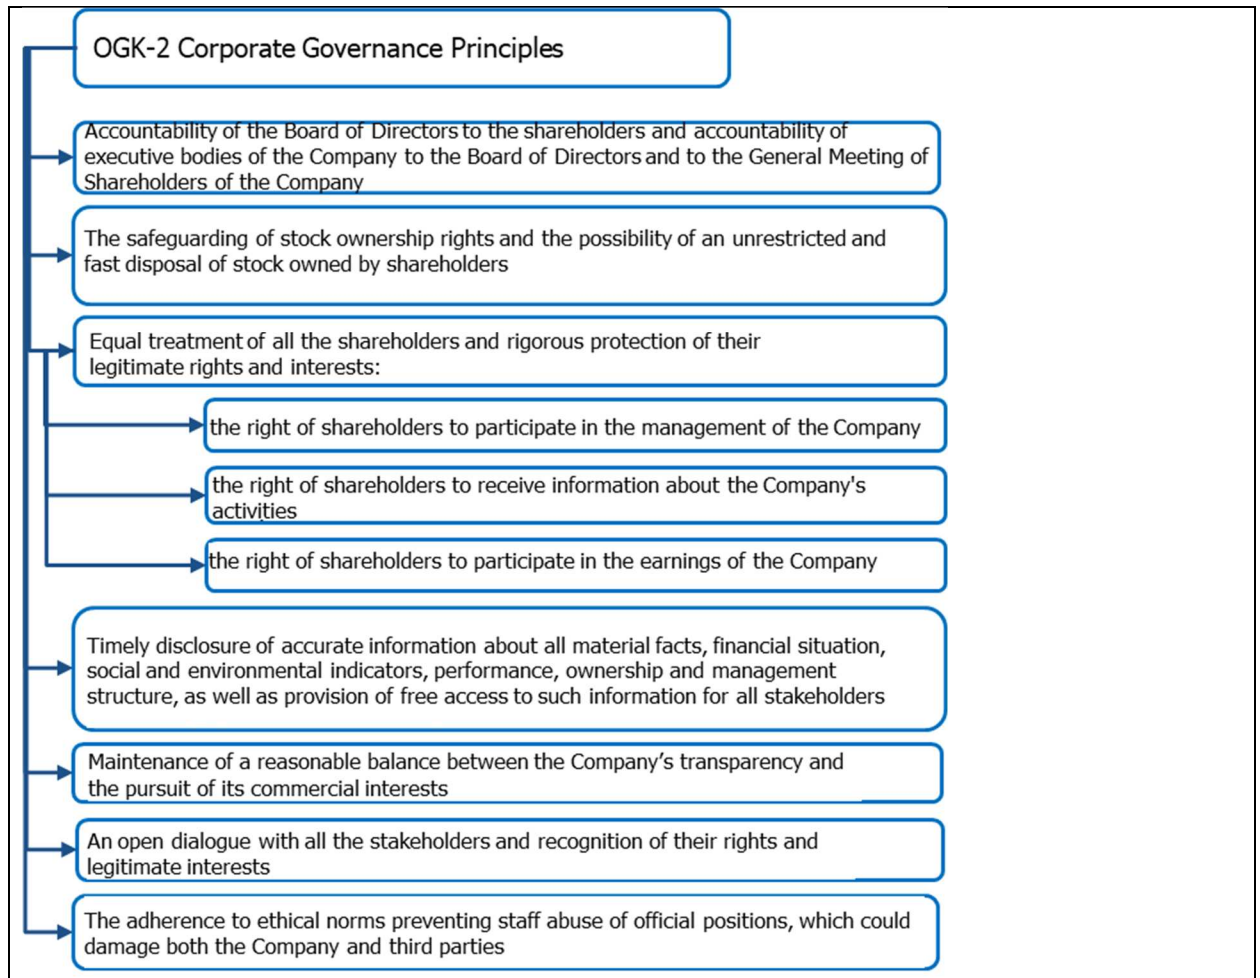 OGK-2 Corporate Governance Principles
Accountability of the Board of Directors to the shareholders and accountability of
executive bodies of the Company to the Board of Directors and to the General Meeting of
Shareholders of the Company
The safeguarding of stock ownership rights and the possibility of an unrestricted and
fast disposal of stock owned by shareholders
Equal treatment of all the shareholders and rigorous protection of their
legitimate rights and interests:
the right of shareholders to participate in the management of the Company
the right of shareholders to receive information about the Company's
activities
the right of shareholders to participate in the earnings of the Company
Timely disclosure of accurate information about all material facts, financial situation,
social and environmental indicators, performance, ownership and management
structure, as well as provision of free access to such information for all stakeholders
Maintenance of a reasonable balance between the Company’s transparency and
the pursuit of its commercial interests
An open dialogue with all the stakeholders and recognition of their rights and
legitimate interests
The adherence to ethical norms preventing staff abuse of official positions, which could
damage both the Company and third parties